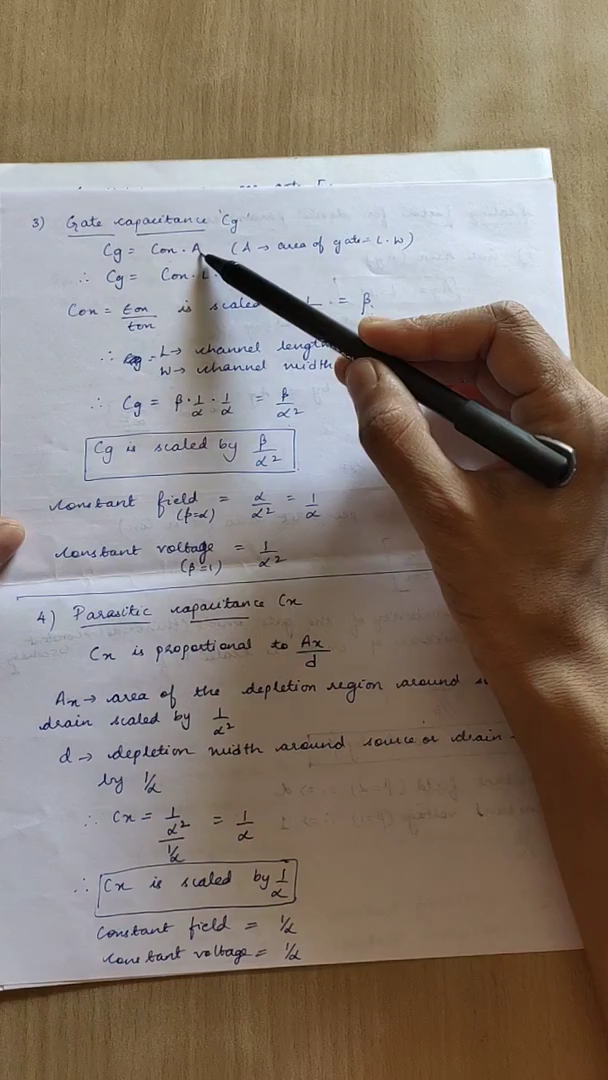 3) Gate capacitance Cg
Cg = Cox . A (A → area of gate = L . W)
∴ Cg = Cox . L .
Cox = εox/tox is scaled = β
∴ Cg = L → channel length
W → channel width
∴ Cg = β . 1/α . 1/α = β/α²
Cg is scaled by β/α²
Constant field (β=α) = α/α² = 1/α
Constant voltage (β=1) = 1/α²
4) Parasitic capacitance Cx
Cx is proportional to Ax/d
Ax → area of the depletion region around
drain scaled by 1/α²
d → depletion width around source or drain
by 1/α
∴ Cx = 1/α² / 1/α = 1/α
∴ Cx is scaled by 1/α
Constant field = 1/α
Constant voltage = 1/α